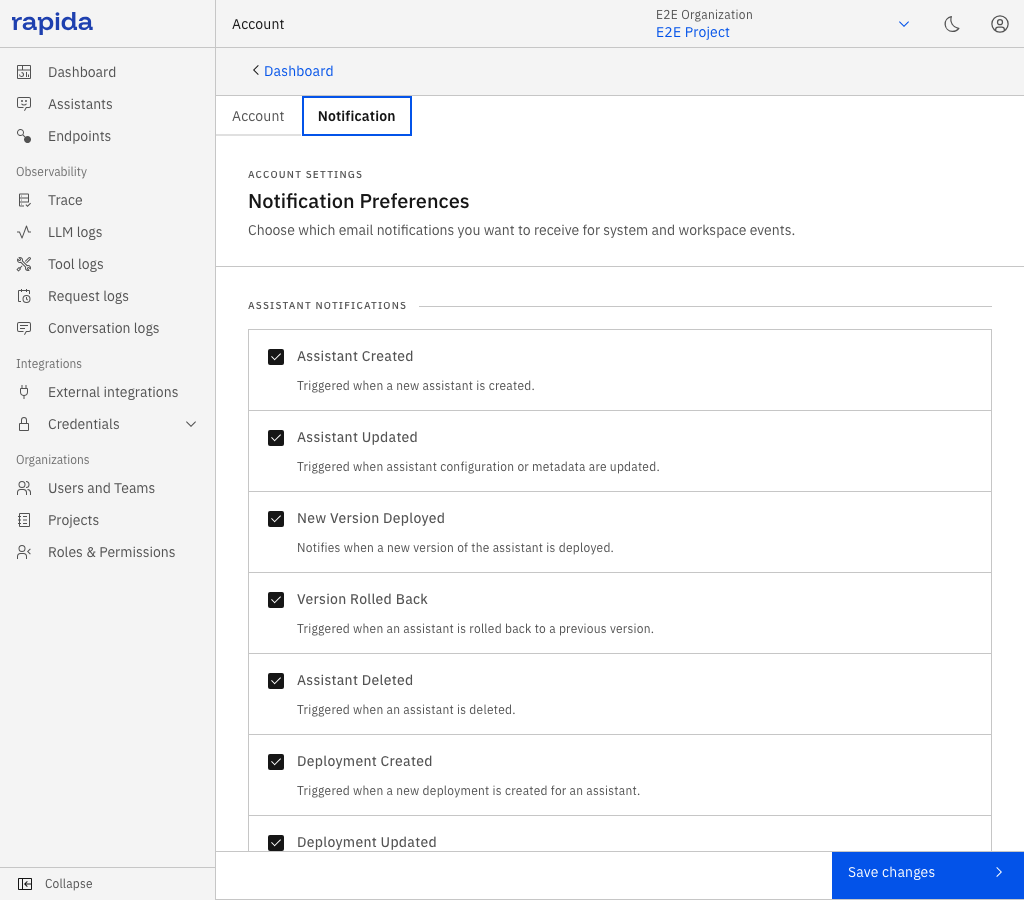 rapida
Account
E2E Organization
E2E Project
Dashboard
Assistants
Endpoints
Observability
Trace
LLM logs
Tool logs
Request logs
Conversation logs
Integrations
External integrations
Credentials
Organizations
Users and Teams
Projects
Roles & Permissions
Collapse
Dashboard
Account
Notification
ACCOUNT SETTINGS
Notification Preferences
Choose which email notifications you want to receive for system and workspace events.
ASSISTANT NOTIFICATIONS
Assistant Created
Triggered when a new assistant is created.
Assistant Updated
Triggered when assistant configuration or metadata are updated.
New Version Deployed
Notifies when a new version of the assistant is deployed.
Version Rolled Back
Triggered when an assistant is rolled back to a previous version.
Assistant Deleted
Triggered when an assistant is deleted.
Deployment Created
Triggered when a new deployment is created for an assistant.
Deployment Updated
Save changes